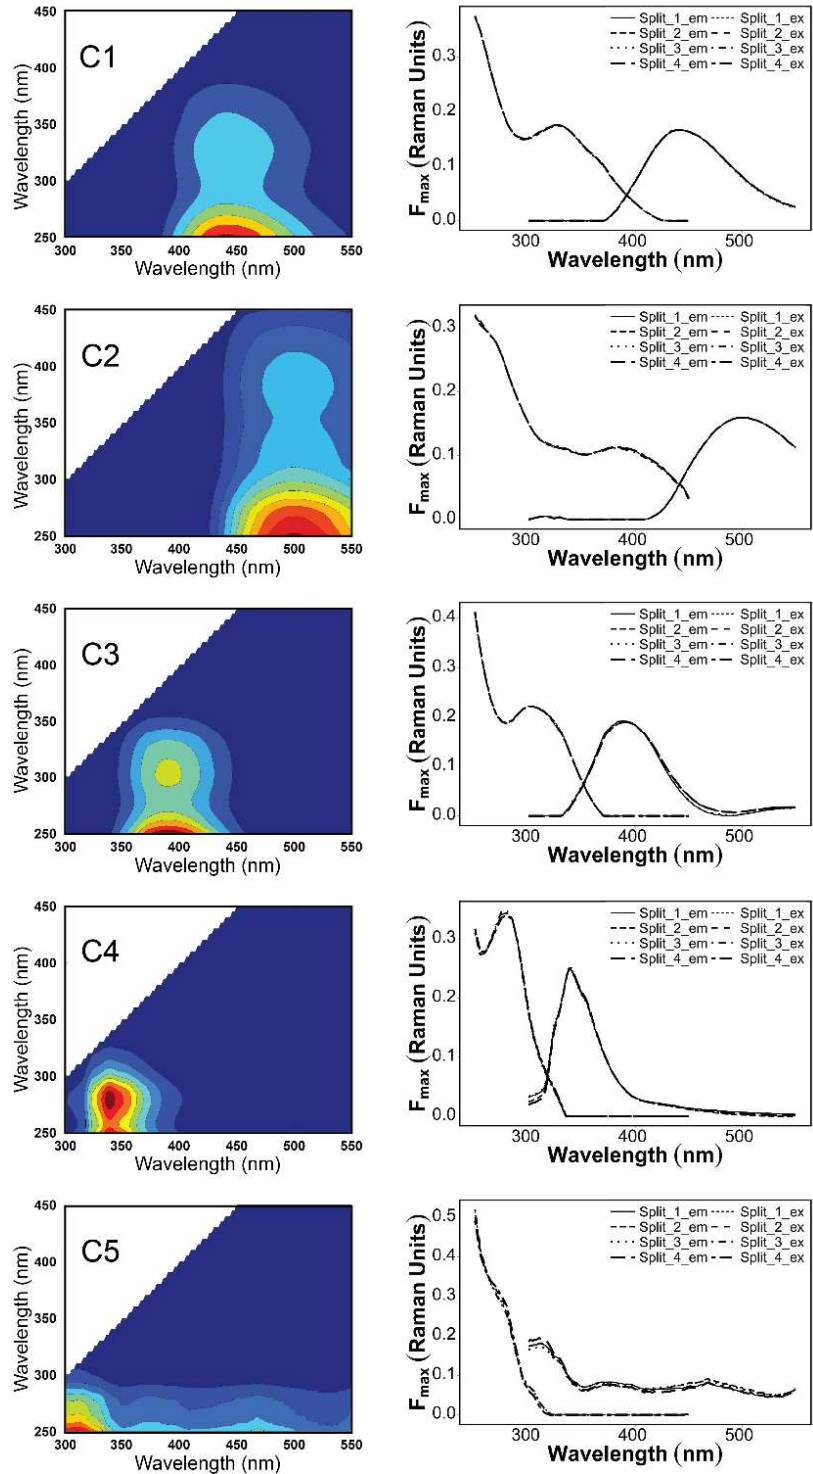 C1
Wavelength (nm)
450
400
350
300
250
300 350 400 450 500 550
Wavelength (nm)
F_max (Raman Units)
0.3
0.2
0.1
0.0
Split_1_em Split_1_ex
Split_2_em Split_2_ex
Split_3_em Split_3_ex
Split_4_em Split_4_ex
300 400 500
Wavelength (nm)
C2
Wavelength (nm)
450
400
350
300
250
300 350 400 450 500 550
Wavelength (nm)
F_max (Raman Units)
0.3
0.2
0.1
0.0
Split_1_em Split_1_ex
Split_2_em Split_2_ex
Split_3_em Split_3_ex
Split_4_em Split_4_ex
300 400 500
Wavelength (nm)
C3
Wavelength (nm)
450
400
350
300
250
300 350 400 450 500 550
Wavelength (nm)
F_max (Raman Units)
0.4
0.3
0.2
0.1
0.0
Split_1_em Split_1_ex
Split_2_em Split_2_ex
Split_3_em Split_3_ex
Split_4_em Split_4_ex
300 400 500
Wavelength (nm)
C4
Wavelength (nm)
450
400
350
300
250
300 350 400 450 500 550
Wavelength (nm)
F_max (Raman Units)
0.3
0.2
0.1
0.0
Split_1_em Split_1_ex
Split_2_em Split_2_ex
Split_3_em Split_3_ex
Split_4_em Split_4_ex
300 400 500
Wavelength (nm)
C5
Wavelength (nm)
450
400
350
300
250
300 350 400 450 500 550
Wavelength (nm)
F_max (Raman Units)
0.5
0.4
0.3
0.2
0.1
0.0
Split_1_em Split_1_ex
Split_2_em Split_2_ex
Split_3_em Split_3_ex
Split_4_em Split_4_ex
300 400 500
Wavelength (nm)